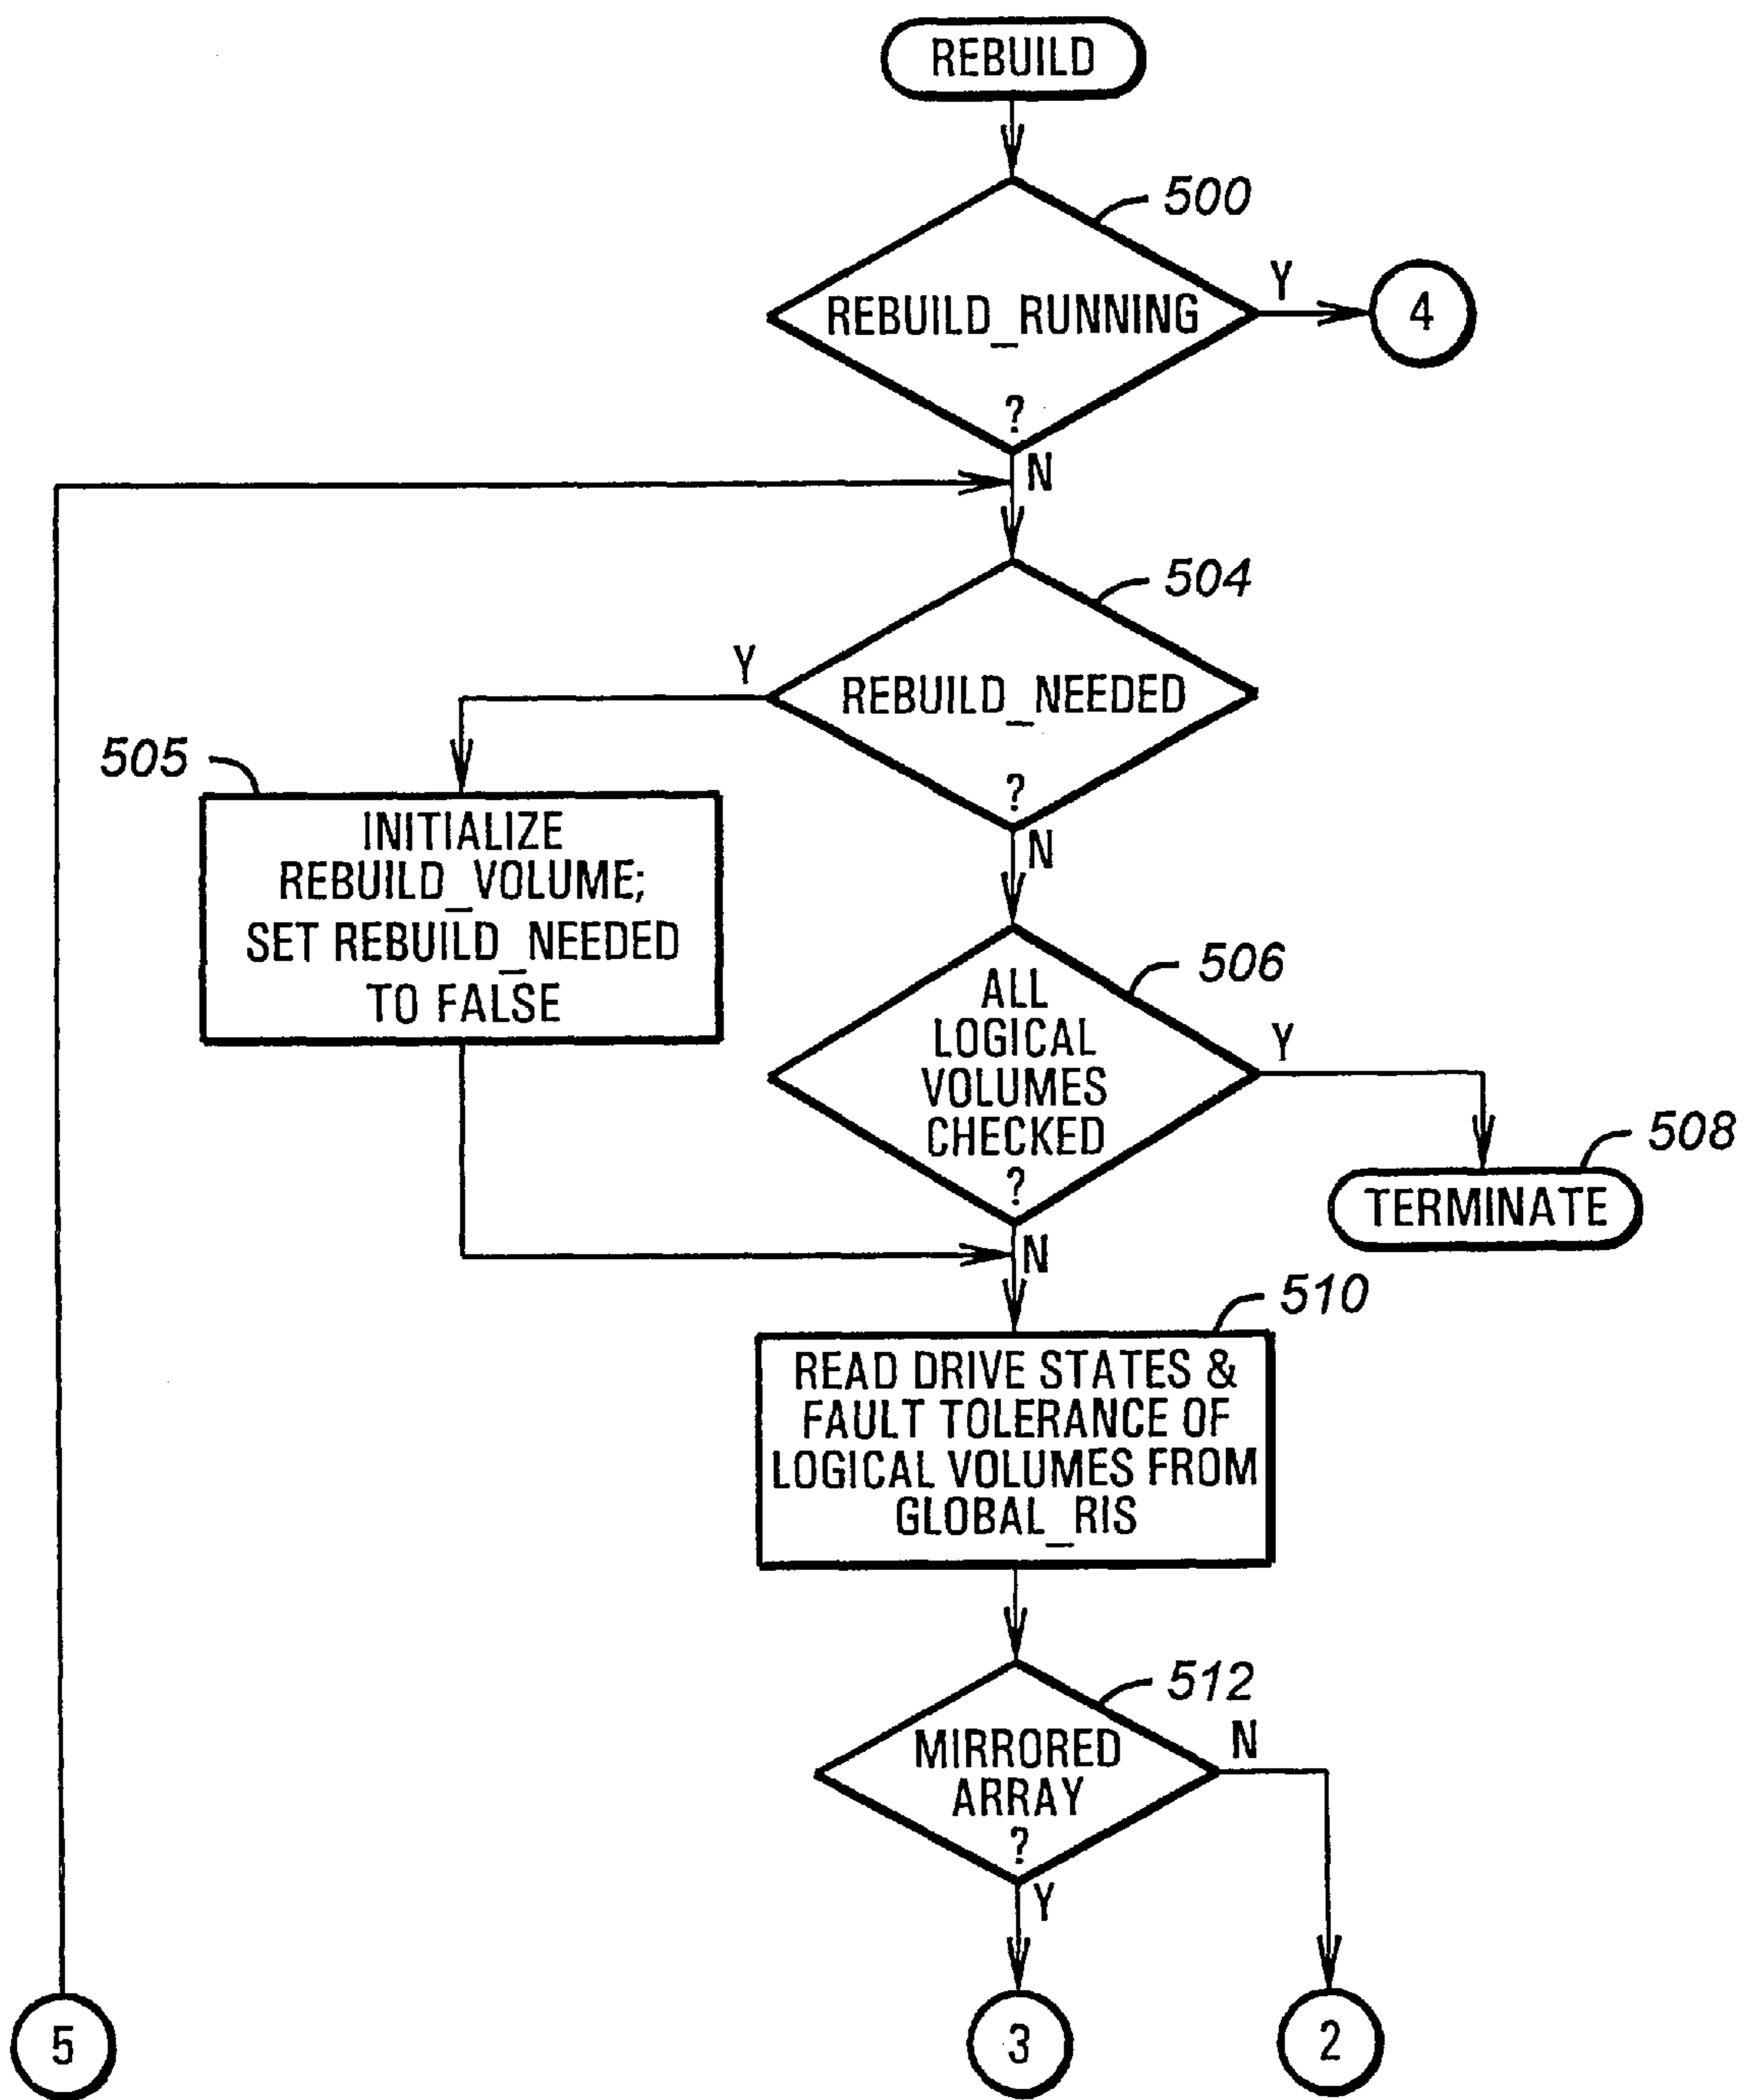 REBUILD
500
REBUILD_RUNNING
?
Y
4
N
504
REBUILD_NEEDED
?
Y
N
505
INITIALIZE
REBUILD_VOLUME;
SET REBUILD_NEEDED
TO FALSE
506
ALL
LOGICAL
VOLUMES
CHECKED
?
Y
508
TERMINATE
N
510
READ DRIVE STATES &
FAULT TOLERANCE OF
LOGICAL VOLUMES FROM
GLOBAL_RIS
512
MIRRORED
ARRAY
?
N
Y
5
3
2